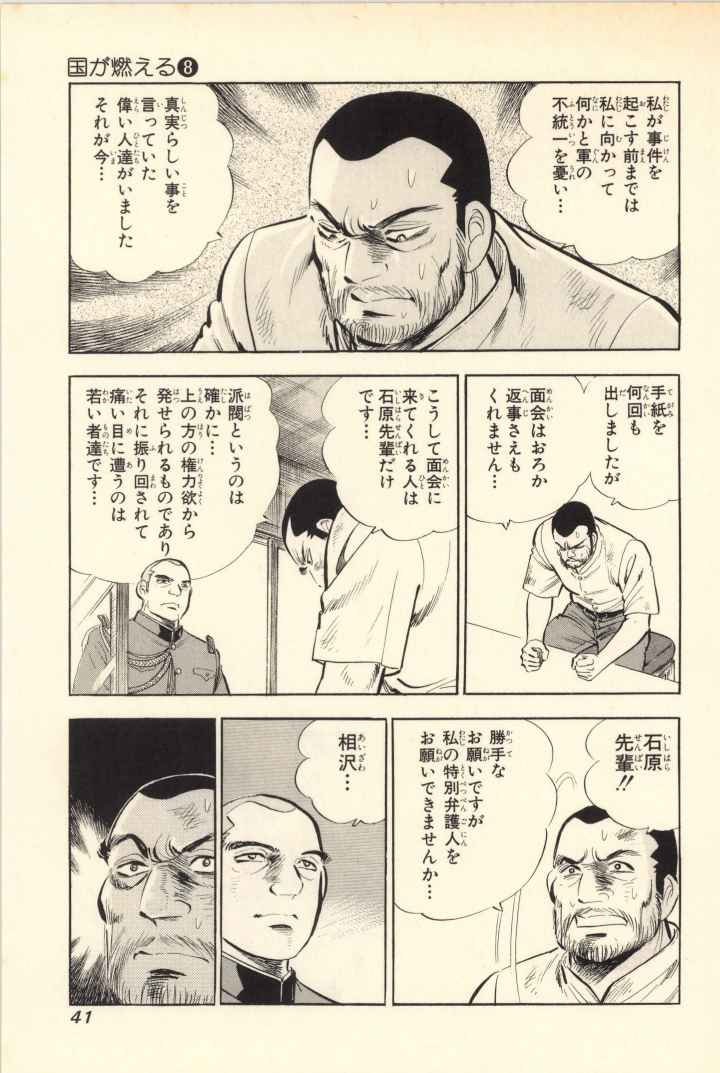 国が燃える❽
私が事件を
起こす前までは
私に向かって
何かと軍の
不統一を憂い…
真実らしい事を
言っていた
偉い人達がいました
それが今…
手紙を
何回も
出しましたが
面会はおろか
返事さえも
くれません…
こうして面会に
来てくれる人は
石原先輩だけ
です…
派閥というのは
確かに…
上の方の権力欲から
発せられるものであり
それに振り回されて
痛い目に遭うのは
若い者達です…
石原
先輩!!
勝手な
お願いですが
私の特別弁護人を
お願いできませんか…
相沢…
41